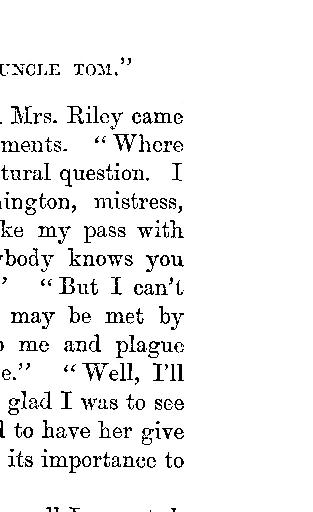 UNCLE TOM."
. Mrs. Riley came
ments. "Where
tural question. I
ington, mistress,
ke my pass with
ybody knows you
' "But I can't
may be met by
o me and plague
e." "Well, I'll
glad I was to see
d to have her give
its importance to